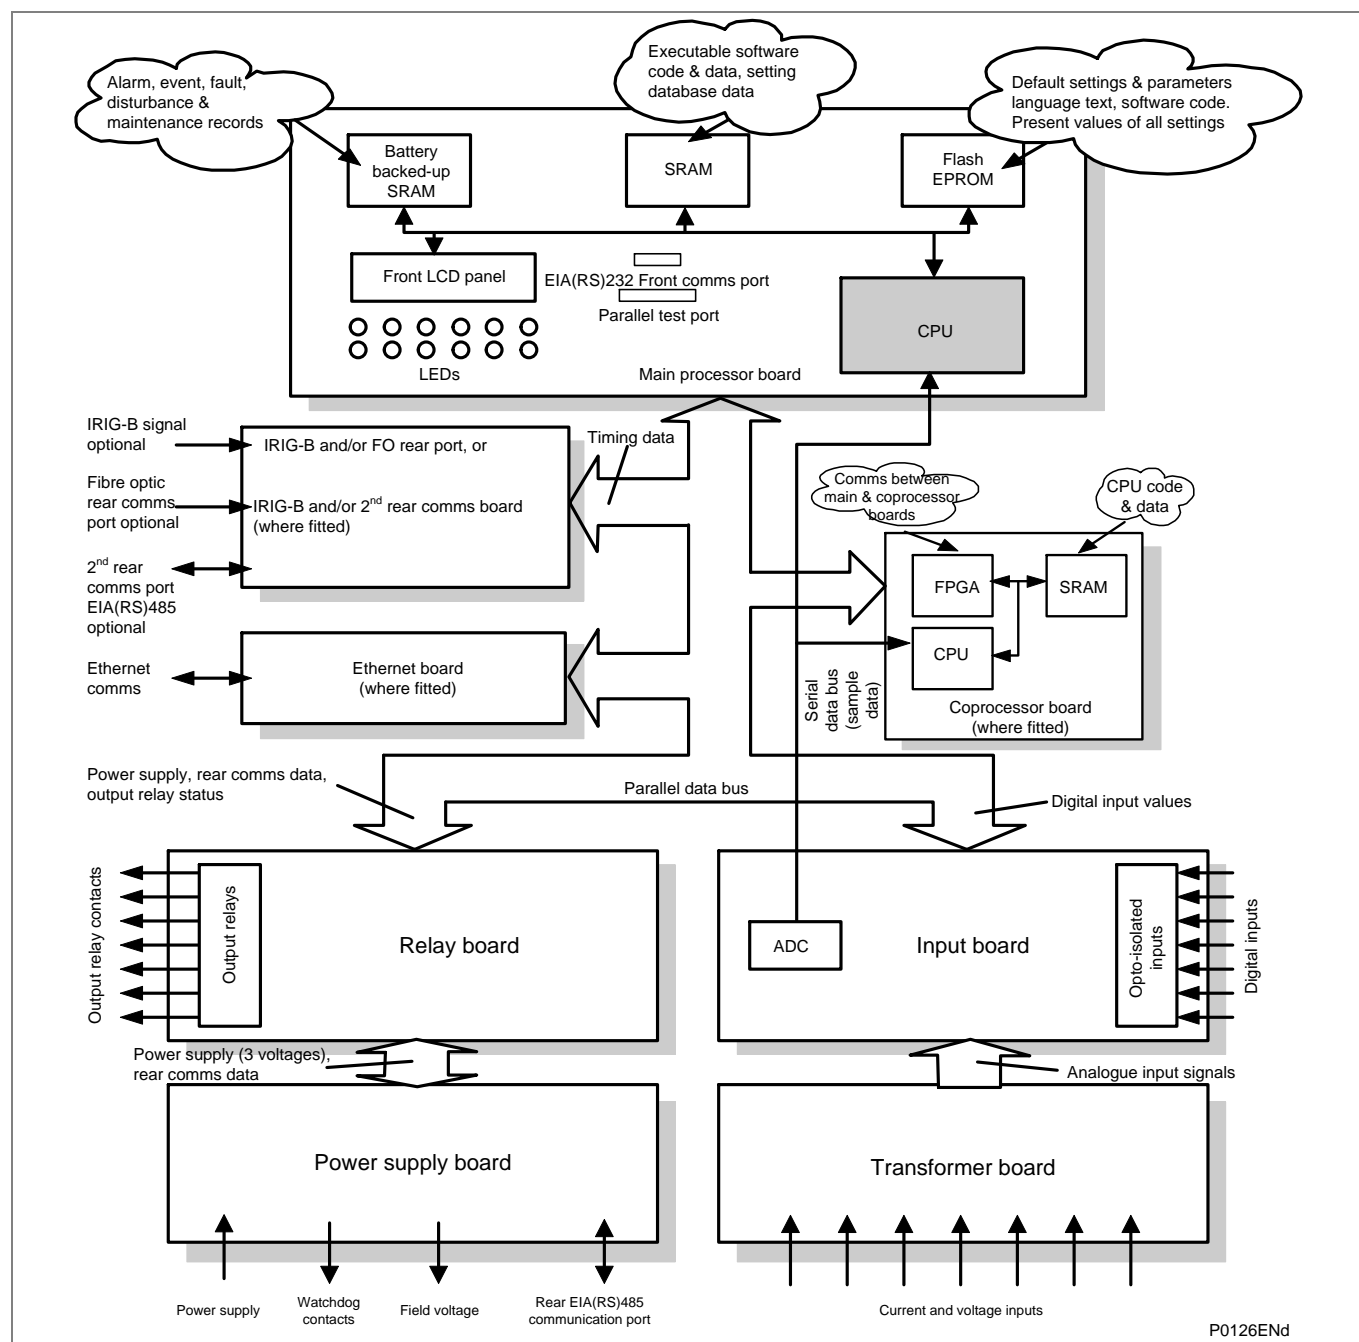 Executable software
code & data, setting
database data
Alarm, event, fault,
disturbance &
maintenance records
Default settings & parameters
language text, software code.
Present values of all settings
Battery
backed-up
SRAM
SRAM
Flash
EPROM
Front LCD panel
EIA(RS)232 Front comms port
Parallel test port
CPU
LEDs
Main processor board
IRIG-B signal
optional
Fibre optic
rear comms
port optional
2nd rear
comms port
EIA(RS)485
optional
IRIG-B and/or FO rear port, or
IRIG-B and/or 2nd rear comms board
(where fitted)
Timing data
Comms between
main & coprocessor
boards
CPU code
& data
FPGA
SRAM
CPU
Coprocessor board
(where fitted)
Serial
data bus
(sample
data)
Ethernet
comms
Ethernet board
(where fitted)
Power supply, rear comms data,
output relay status
Parallel data bus
Digital input values
Output relay contacts
Output relays
Relay board
ADC
Input board
Opto-isolated
inputs
Digital inputs
Power supply (3 voltages),
rear comms data
Analogue input signals
Power supply board
Transformer board
Power supply
Watchdog
contacts
Field voltage
Rear EIA(RS)485
communication port
Current and voltage inputs
P0126ENd